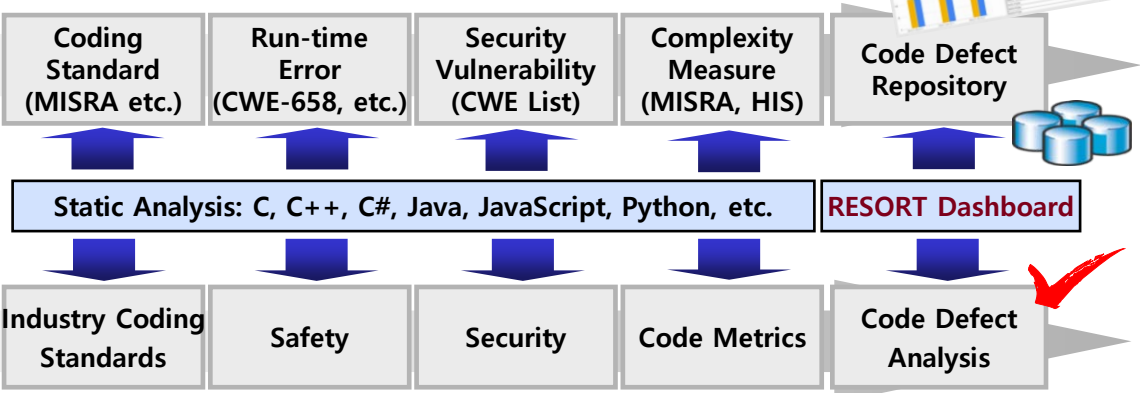 Coding
Standard
(MISRA etc.)
Run-time
Error
(CWE-658, etc.)
Security
Vulnerability
(CWE List)
Complexity
Measure
(MISRA, HIS)
Code Defect
Repository
Static Analysis: C, C++, C#, Java, JavaScript, Python, etc.
RESORT Dashboard
Industry Coding
Standards
Safety
Security
Code Metrics
Code Defect
Analysis